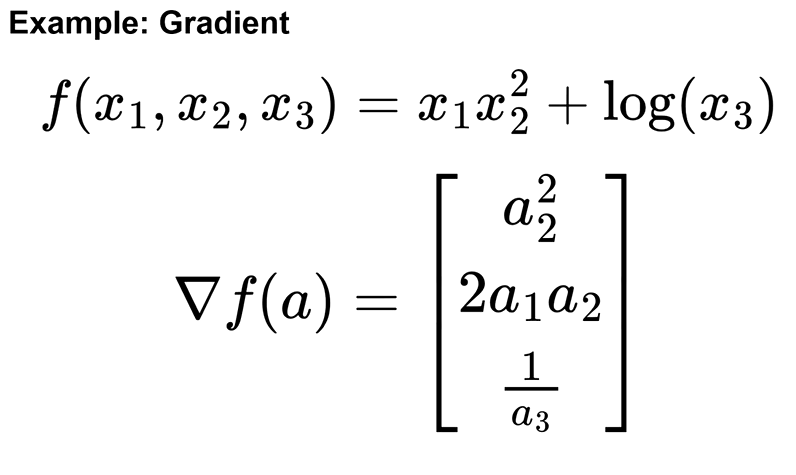 Example: Gradient
f(x₁, x₂, x₃) = x₁x₂² + log(x₃)
∇f(a) = [a₂²
2a₁a₂
1/a₃]